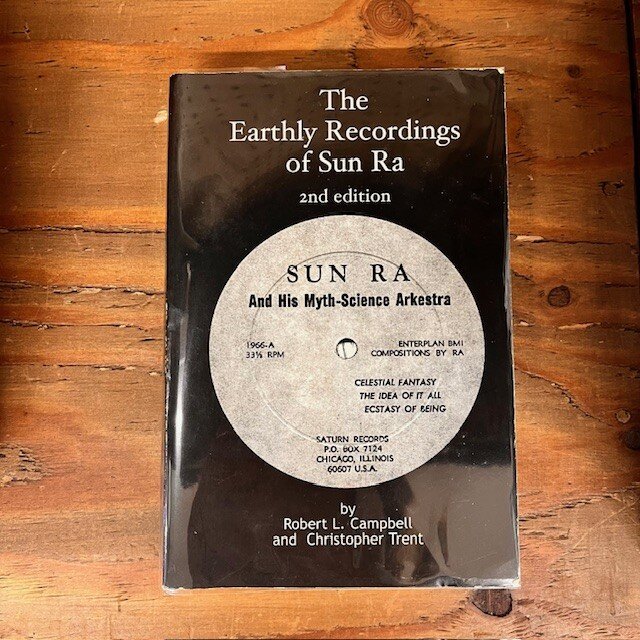 The
Earthly Recordings
of Sun Ra
2nd edition
SUN RA
And His Myth-Science Arkestra
1966-A
33⅓ RPM
ENTERPLAN BMI
COMPOSITIONS BY RA
CELESTIAL FANTASY
THE IDEA OF IT ALL
ECSTASY OF BEING
SATURN RECORDS
P.O. BOX 7124
CHICAGO, ILLINOIS
60607 U.S.A.
by
Robert L. Campbell
and Christopher Trent